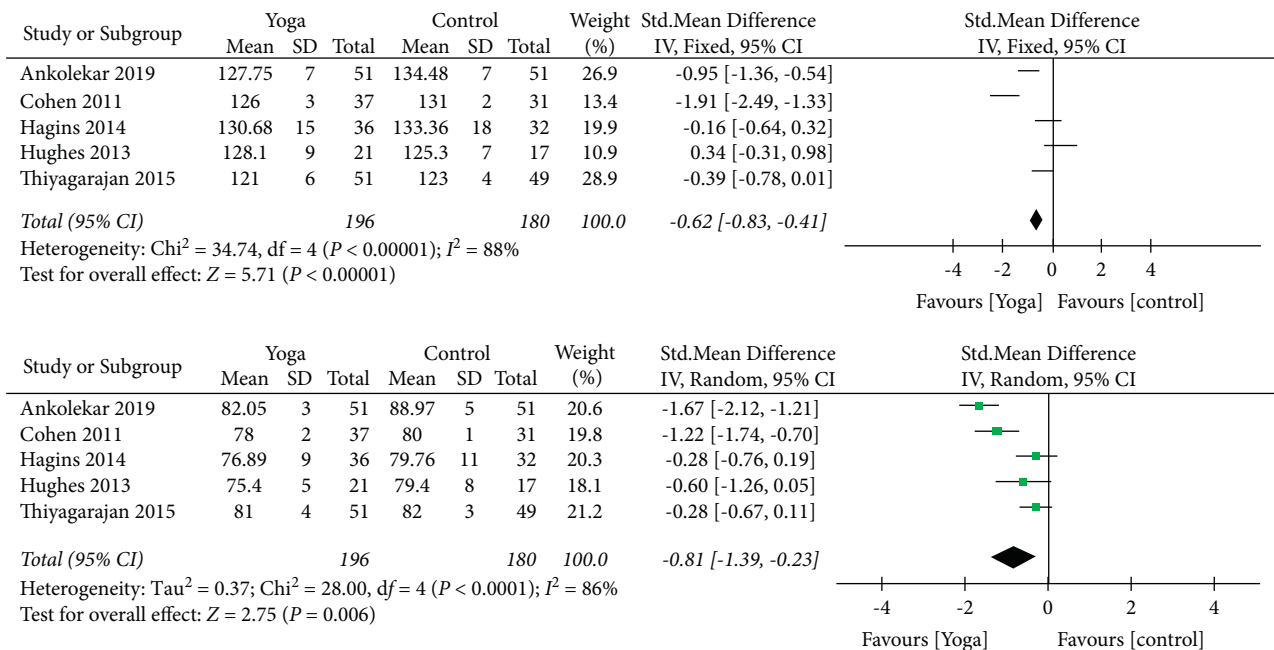 Study or Subgroup Yoga Control Weight Std.Mean Difference Std.Mean Difference
Mean SD Total Mean SD Total (%) IV, Fixed, 95% CI IV, Fixed, 95% CI
Ankolekar 2019 127.75 7 51 134.48 7 51 26.9 -0.95 [-1.36, -0.54]
Cohen 2011 126 3 37 131 2 31 13.4 -1.91 [-2.49, -1.33]
Hagins 2014 130.68 15 36 133.36 18 32 19.9 -0.16 [-0.64, 0.32]
Hughes 2013 128.1 9 21 125.3 7 17 10.9 0.34 [-0.31, 0.98]
Thiyagarajan 2015 121 6 51 123 4 49 28.9 -0.39 [-0.78, 0.01]
Total (95% CI) 196 180 100.0 -0.62 [-0.83, -0.41]
Heterogeneity: Chi² = 34.74, df = 4 (P < 0.00001); I² = 88%
Test for overall effect: Z = 5.71 (P < 0.00001)
-4 -2 0 2 4
Favours [Yoga] Favours [control]
Study or Subgroup Yoga Control Weight Std.Mean Difference Std.Mean Difference
Mean SD Total Mean SD Total (%) IV, Random, 95% CI IV, Random, 95% CI
Ankolekar 2019 82.05 3 51 88.97 5 51 20.6 -1.67 [-2.12, -1.21]
Cohen 2011 78 2 37 80 1 31 19.8 -1.22 [-1.74, -0.70]
Hagins 2014 76.89 9 36 79.76 11 32 20.3 -0.28 [-0.76, 0.19]
Hughes 2013 75.4 5 21 79.4 8 17 18.1 -0.60 [-1.26, 0.05]
Thiyagarajan 2015 81 4 51 82 3 49 21.2 -0.28 [-0.67, 0.11]
Total (95% CI) 196 180 100.0 -0.81 [-1.39, -0.23]
Heterogeneity: Tau² = 0.37; Chi² = 28.00, df = 4 (P < 0.0001); I² = 86%
Test for overall effect: Z = 2.75 (P = 0.006)
-4 -2 0 2 4
Favours [Yoga] Favours [control]